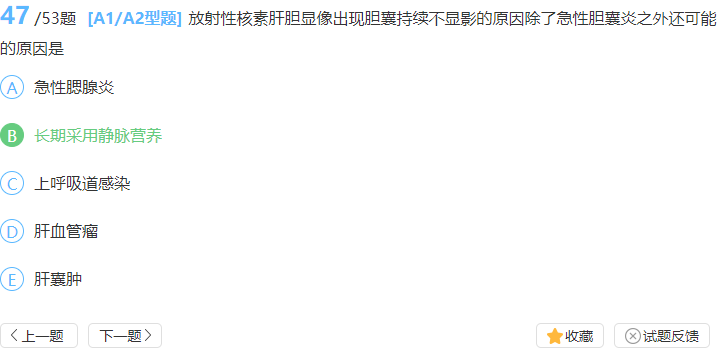 47 /53题 [A1/A2型题] 放射性核素肝胆显像出现胆囊持续不显影的原因除了急性胆囊炎之外还可能
的原因是
A 急性腮腺炎
B 长期采用静脉营养
C 上呼吸道感染
D 肝血管瘤
E 肝囊肿
上一题 下一题 收藏 试题反馈